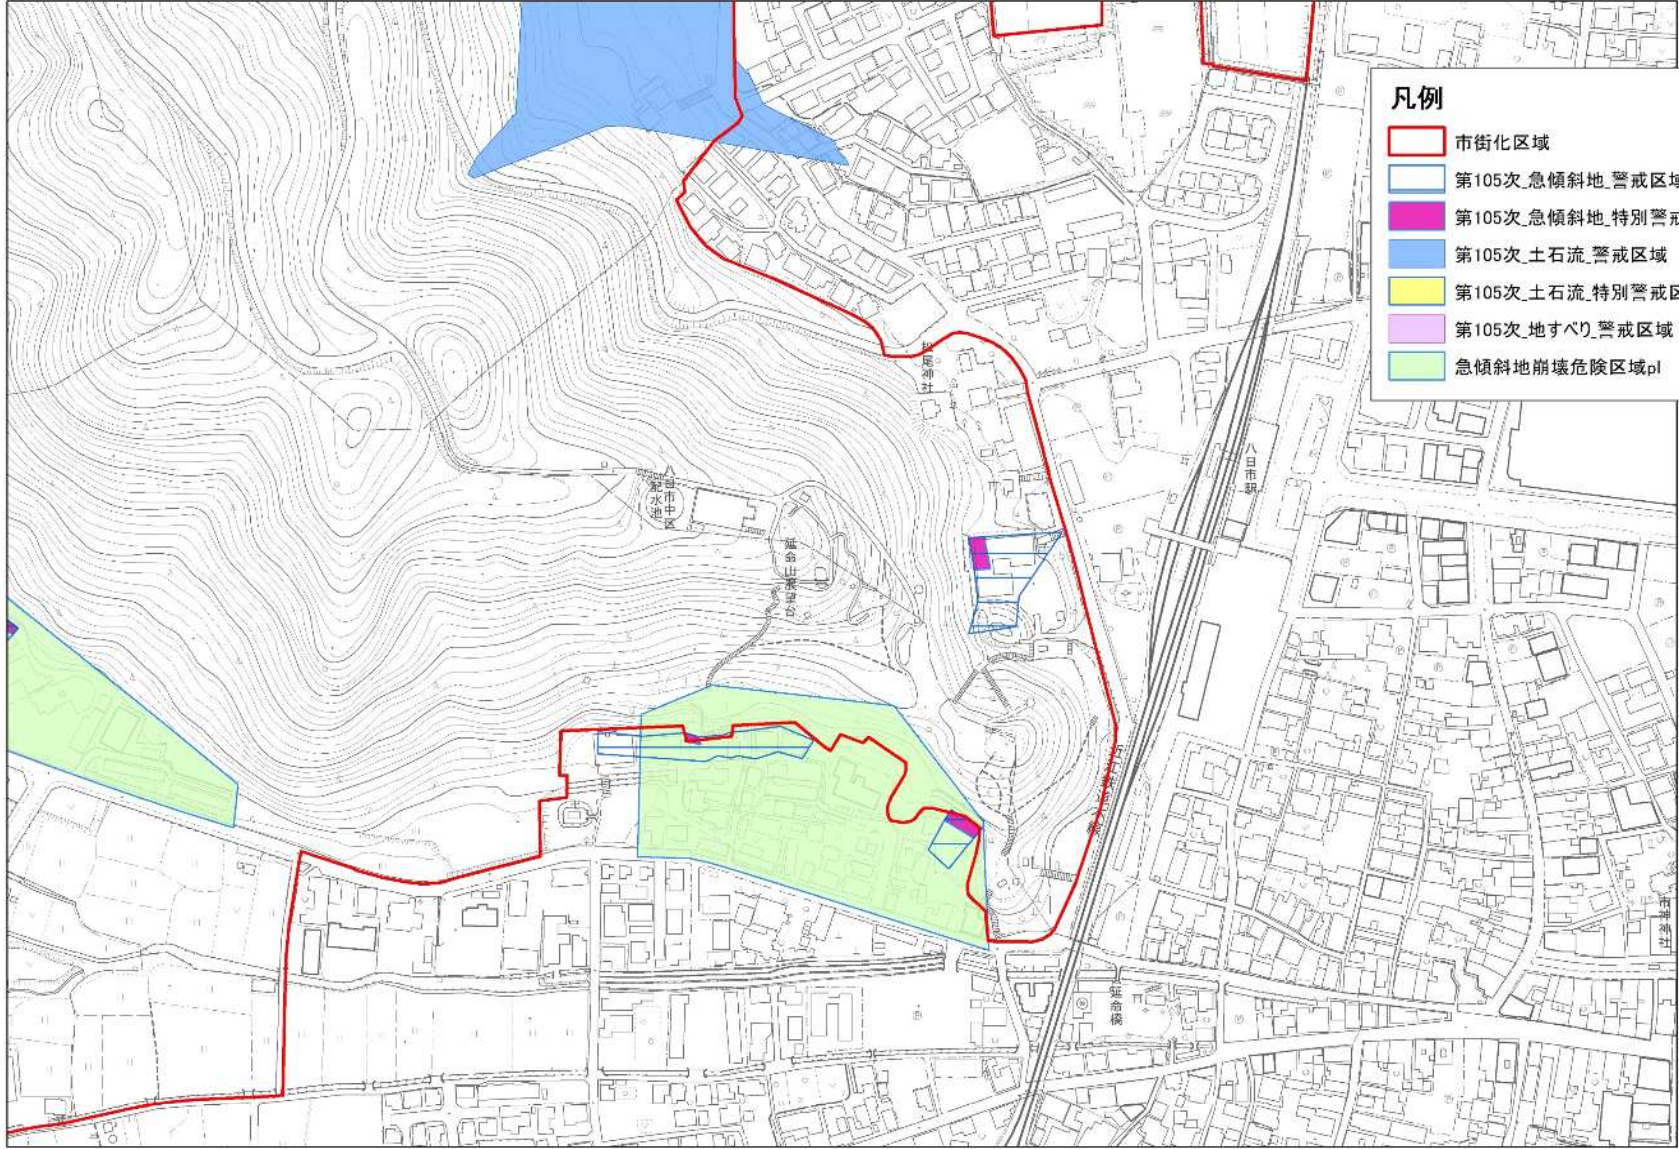 凡例
市街化区域
第105次_急傾斜地_警戒区域
第105次_急傾斜地_特別警戒
第105次_土石流_警戒区域
第105次_土石流_特別警戒区
第105次_地すべり_警戒区域
急傾斜地崩壊危険区域pl
松尾神社
八日市駅
八日市中区
配水池
延命山展望台
延命橋
市神神社